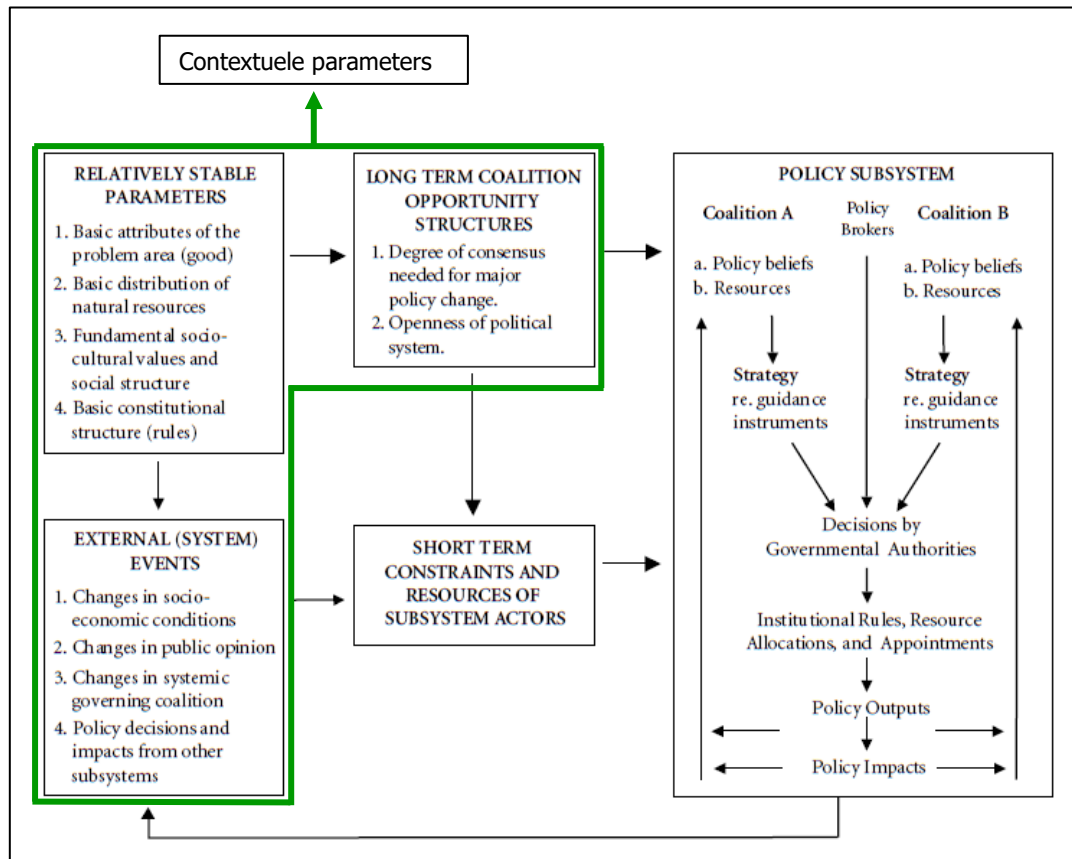 Contextuele parameters
RELATIVELY STABLE
PARAMETERS
1. Basic attributes of the
problem area (good)
2. Basic distribution of
natural resources
3. Fundamental socio-
cultural values and
social structure
4. Basic constitutional
structure (rules)
LONG TERM COALITION
OPPORTUNITY
STRUCTURES
1. Degree of consensus
needed for major
policy change.
2. Openness of political
system.
EXTERNAL (SYSTEM)
EVENTS
1. Changes in socio-
economic conditions
2. Changes in public opinion
3. Changes in systemic
governing coalition
4. Policy decisions and
impacts from other
subsystems
SHORT TERM
CONSTRAINTS AND
RESOURCES OF
SUBSYSTEM ACTORS
POLICY SUBSYSTEM
Coalition A
Policy
Brokers
Coalition B
a. Policy beliefs
b. Resources
a. Policy beliefs
b. Resources
Strategy
re. guidance
instruments
Strategy
re. guidance
instruments
Decisions by
Governmental Authorities
Institutional Rules, Resource
Allocations, and Appointments
Policy Outputs
Policy Impacts